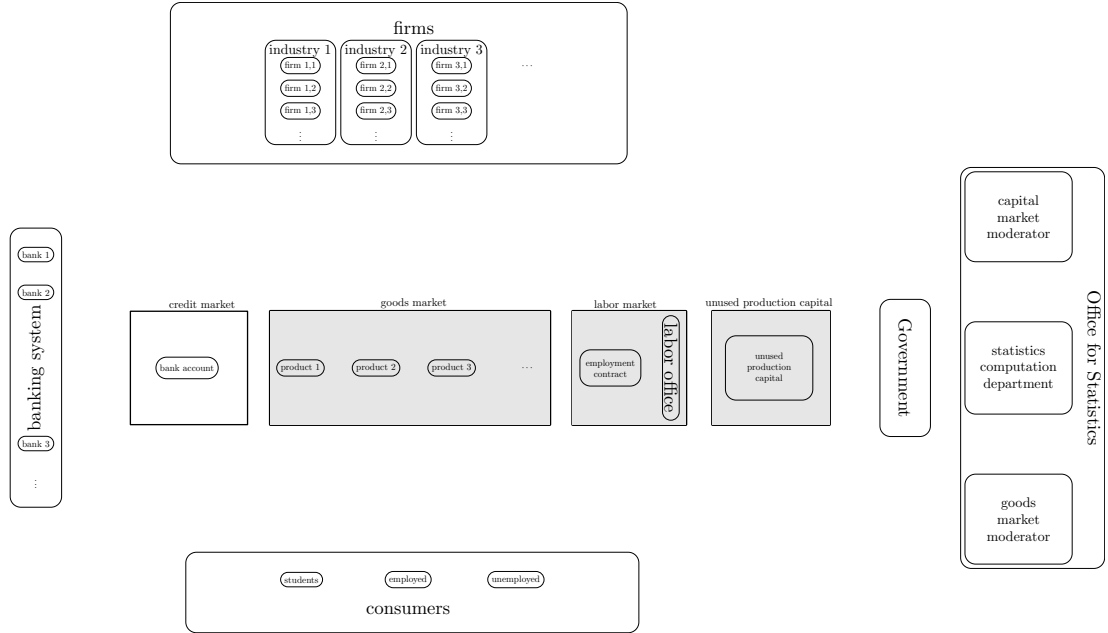 firms
industry 1 industry 2 industry 3
firm 1,1 firm 2,1 firm 3,1 ...
firm 1,2 firm 2,2 firm 3,2
firm 1,3 firm 2,3 firm 3,3
⋮ ⋮ ⋮
banking system
bank 1
bank 2
bank 3
⋮
credit market
bank account
goods market
product 1 product 2 product 3 ...
labor market
employment
contract
labor office
unused production capital
unused
production
capital
Government
Office for Statistics
capital
market
moderator
statistics
computation
department
goods
market
moderator
students employed unemployed
consumers